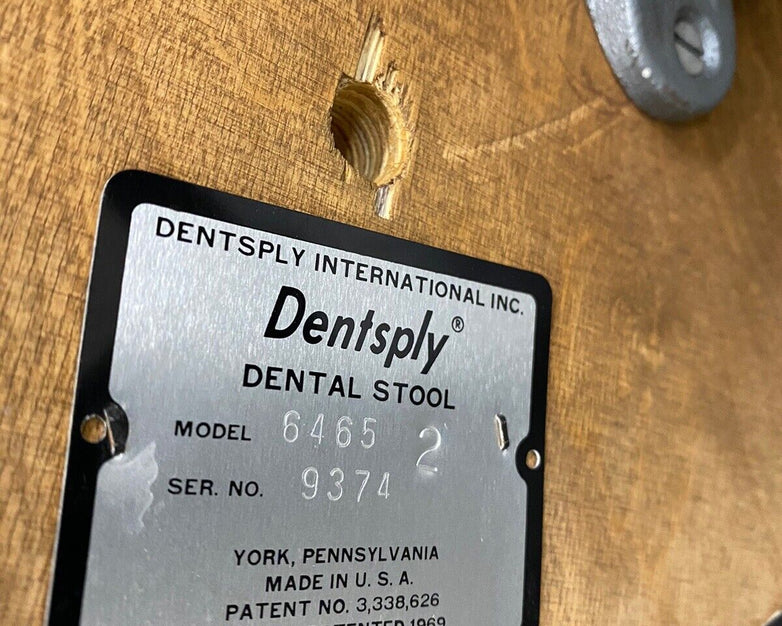 DENTSPLY INTERNATIONAL INC.
Dentsply®
DENTAL STOOL
MODEL 6465 2
SER. NO. 9374
YORK, PENNSYLVANIA
MADE IN U. S. A.
PATENT NO. 3,338,626
1969